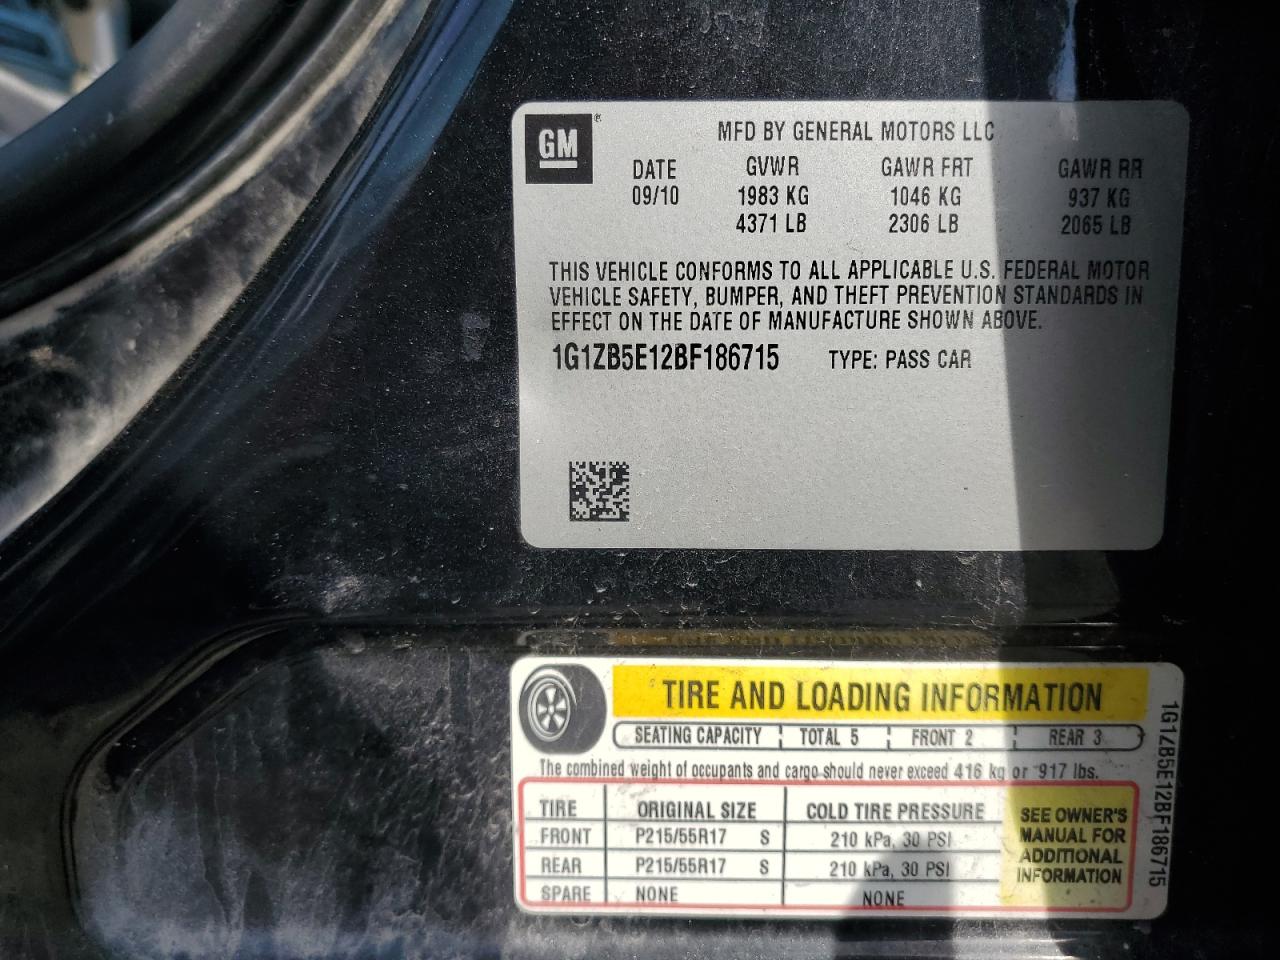 GM®
MFD BY GENERAL MOTORS LLC
DATE GVWR GAWR FRT GAWR RR
09/10 1983 KG 1046 KG 937 KG
4371 LB 2306 LB 2065 LB
THIS VEHICLE CONFORMS TO ALL APPLICABLE U.S. FEDERAL MOTOR
VEHICLE SAFETY, BUMPER, AND THEFT PREVENTION STANDARDS IN
EFFECT ON THE DATE OF MANUFACTURE SHOWN ABOVE.
1G1ZB5E12BF186715 TYPE: PASS CAR
TIRE AND LOADING INFORMATION
SEATING CAPACITY TOTAL 5 FRONT 2 REAR 3
The combined weight of occupants and cargo should never exceed 416 kg or 917 lbs.
TIRE ORIGINAL SIZE COLD TIRE PRESSURE
FRONT P215/55R17 S 210 kPa, 30 PSI
REAR P215/55R17 S 210 kPa, 30 PSI
SPARE NONE NONE
SEE OWNER'S
MANUAL FOR
ADDITIONAL
INFORMATION
1G1ZB5E12BF186715